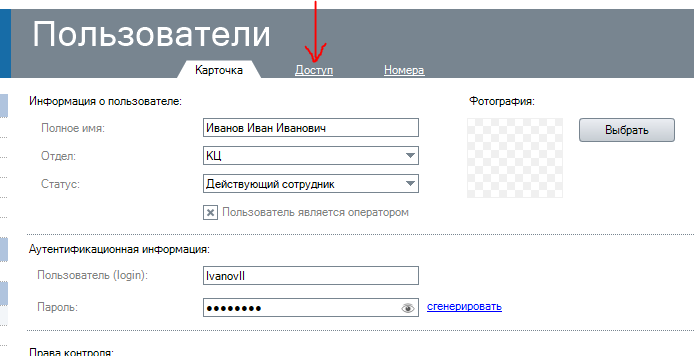 Пользователи
Карточка Доступ Номера
Информация о пользователе: Фотография:
Полное имя: Иванов Иван Иванович Выбрать
Отдел: КЦ
Статус: Действующий сотрудник
Пользователь является оператором
Аутентификационная информация:
Пользователь (login): IvanovII
Пароль: ●●●●●●●● сгенерировать
Права контроля: